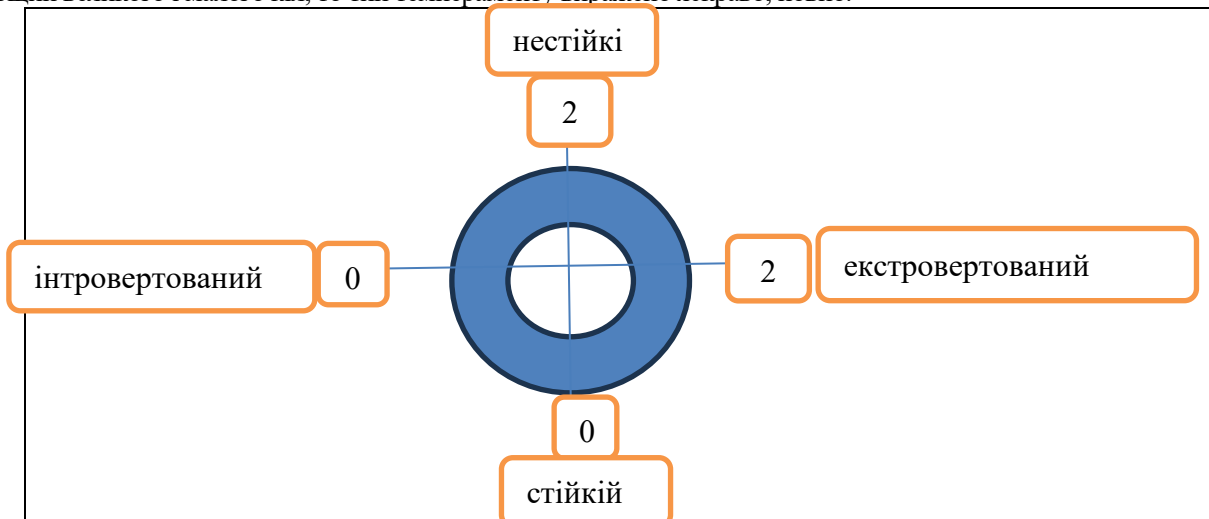 нестійкі
2
інтровертований
0
2
екстровертований
0
стійкій